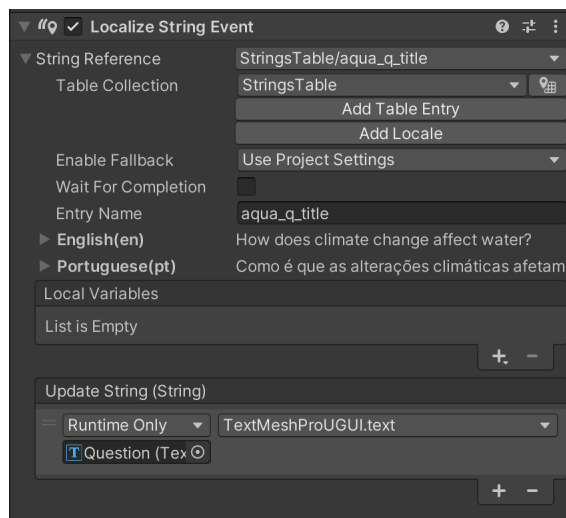 Localize String Event
String Reference StringsTable/aqua_q_title
Table Collection StringsTable
Add Table Entry
Add Locale
Enable Fallback Use Project Settings
Wait For Completion
Entry Name aqua_q_title
English(en) How does climate change affect water?
Portuguese(pt) Como é que as alterações climáticas afetam
Local Variables
List is Empty
Update String (String)
Runtime Only TextMeshProUGUI.text
Question (Tex